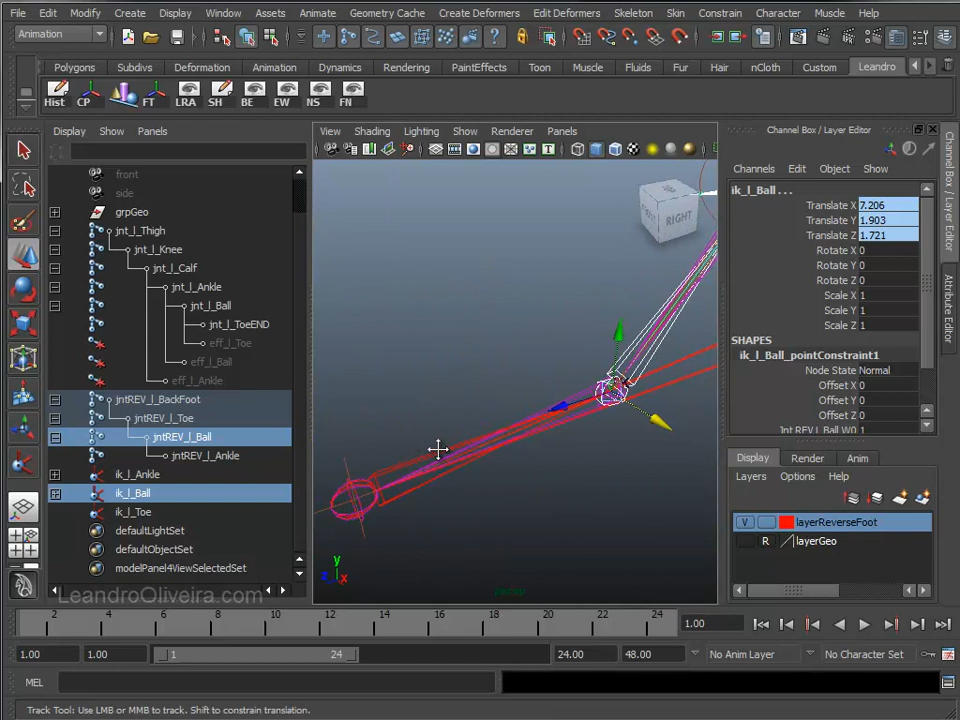 File Edit Modify Create Display Window Assets Animate Geometry Cache Create Deformers Edit Deformers Skeleton Skin Constrain Character Muscle Help
Animation
Polygons Subdivs Deformation Animation Dynamics Rendering PaintEffects Toon Muscle Fluids Fur Hair nCloth Custom Leandro
Hist CP FT LRA SH BE EW NS FN
Display Show Panels
View Shading Lighting Show Renderer Panels
Channel Box / Layer Editor
Channels Edit Object Show
front
side
grpGeo
jnt_l_Thigh
jnt_l_Knee
jnt_l_Calf
jnt_l_Ankle
jnt_l_Ball
jnt_l_ToeEND
eff_l_Toe
eff_l_Ball
eff_l_Ankle
jntREV_l_BackFoot
jntREV_l_Toe
jntREV_l_Ball
jntREV_l_Ankle
ik_l_Ankle
ik_l_Ball
ik_l_Toe
defaultLightSet
defaultObjectSet
modelPanel4ViewSelectedSet
LeandroOliveira.com
RIGHT
y
z x
persp
ik_l_Ball...
Translate X 7.206
Translate Y 1.903
Translate Z 1.721
Rotate X 0
Rotate Y 0
Rotate Z 0
Scale X 1
Scale Y 1
Scale Z 1
SHAPES
ik_l_Ball_pointConstraint1
Node State Normal
Offset X 0
Offset Y 0
Offset Z 0
Jnt REV L Ball W0 1
Channel Box / Layer Editor
Attribute Editor
Display Render Anim
Layers Options Help
V layerReverseFoot
R layerGeo
2 4 6 8 10 12 14 16 18 20 22 24
1.00
1.00 1.00 1 24 24.00 48.00 No Anim Layer No Character Set
MEL
Track Tool: Use LMB or MMB to track. Shift to constrain translation.